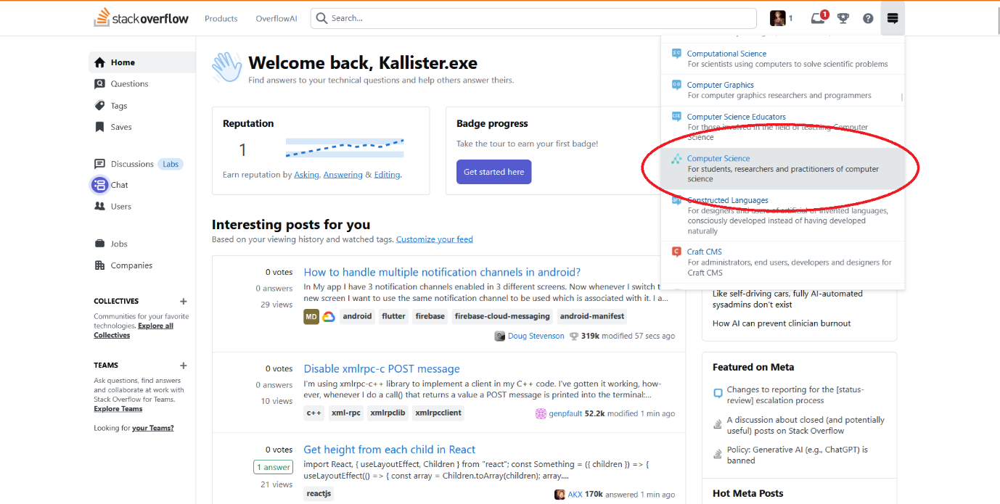 stackoverflow
Products
OverflowAI
Search...
1
1
?
Home
Questions
Tags
Saves
Discussions Labs
Chat
Users
Jobs
Companies
COLLECTIVES +
Communities for your favorite
technologies. Explore all
Collectives
TEAMS +
Ask questions, find answers
and collaborate at work with
Stack Overflow for Teams.
Explore Teams
Looking for your Teams?
Welcome back, Kallister.exe
Find answers to your technical questions and help others answer theirs.
Reputation
1
Earn reputation by Asking, Answering & Editing.
Badge progress
Take the tour to earn your first badge!
Get started here
Interesting posts for you
Based on your viewing history and watched tags. Customize your feed
0 votes
0 answers
29 views
How to handle multiple notification channels in android?
In My app I have 3 notification channels enabled in 3 different screens. Now whenever I switch t
new screen I want to use the same notification channel to be used which is associated with it. I a...
MD android flutter firebase firebase-cloud-messaging android-manifest
Doug Stevenson 319k modified 57 secs ago
0 votes
0 answers
10 views
Disable xmlrpc-c POST message
I'm using xmlrpc-c++ library to implement a client in my C++ code. I've gotten it working, how-
ever, whenever I do a call() that returns a value a POST message is printed into the terminal:...
c++ xml-rpc xmlrpclib xmlrpcclient
genpfault 52.2k modified 1 min ago
0 votes
1 answer
21 views
Get height from each child in React
import React, { useLayoutEffect, Children } from "react"; const Something = ({ children }) => {
useLayoutEffect(() => { const array = Children.toArray(children); array....
reactjs
AKX 170k answered 1 min ago
Computational Science
For scientists using computers to solve scientific problems
Computer Graphics
For computer graphics researchers and programmers
Computer Science Educators
For those involved in the field of teaching Computer
Science
Computer Science
For students, researchers and practitioners of computer
science
Constructed Languages
For designers and users of artificial or invented languages,
consciously developed instead of having developed
naturally
Craft CMS
For administrators, end users, developers and designers for
Craft CMS
Like self-driving cars, fully AI-automated
sysadmins don't exist
How AI can prevent clinician burnout
Featured on Meta
Changes to reporting for the [status-
review] escalation process
A discussion about closed (and potentially
useful) posts on Stack Overflow
Policy: Generative AI (e.g., ChatGPT) is
banned
Hot Meta Posts